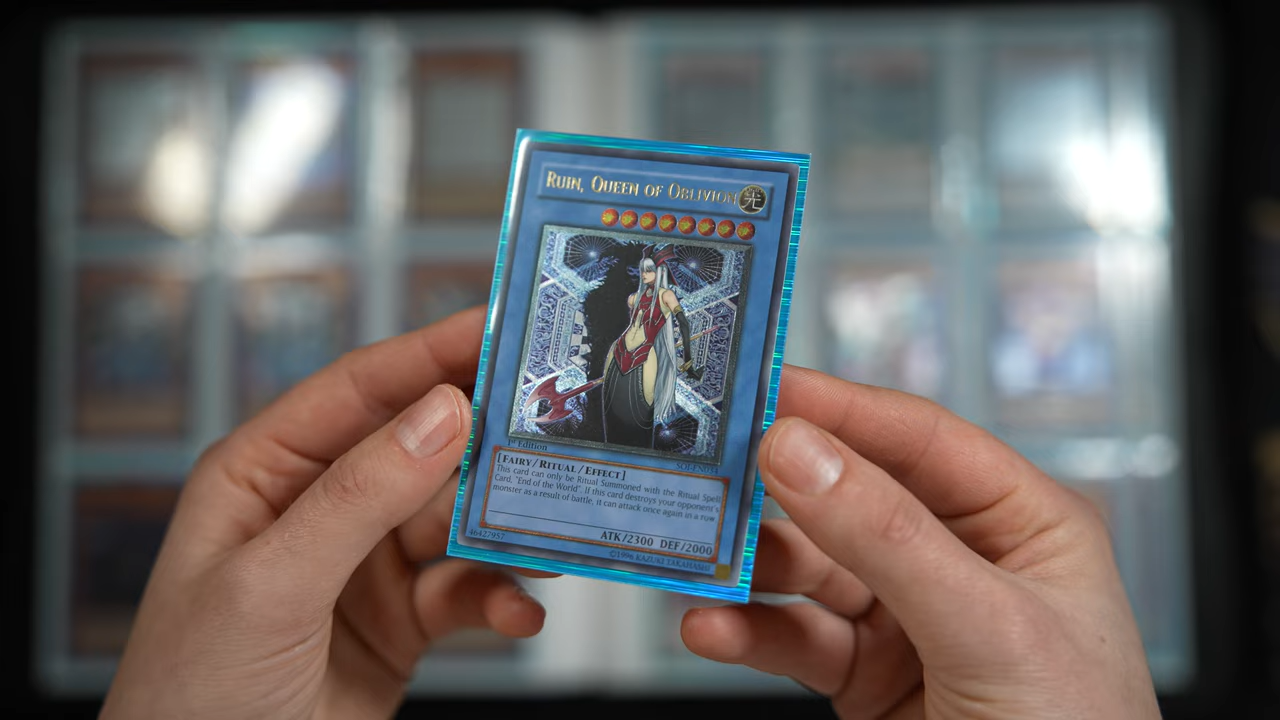 RUIN, QUEEN OF OBLIVION 光
1st Edition
SOI-EN034
[FAIRY/RITUAL/EFFECT]
This card can only be Ritual Summoned with the Ritual Spell
Card, "End of the World". If this card destroys your opponent's
monster as a result of battle, it can attack once again in a row
ATK/2300 DEF/2000
46427957
©1996 KAZUKI TAKAHASHI